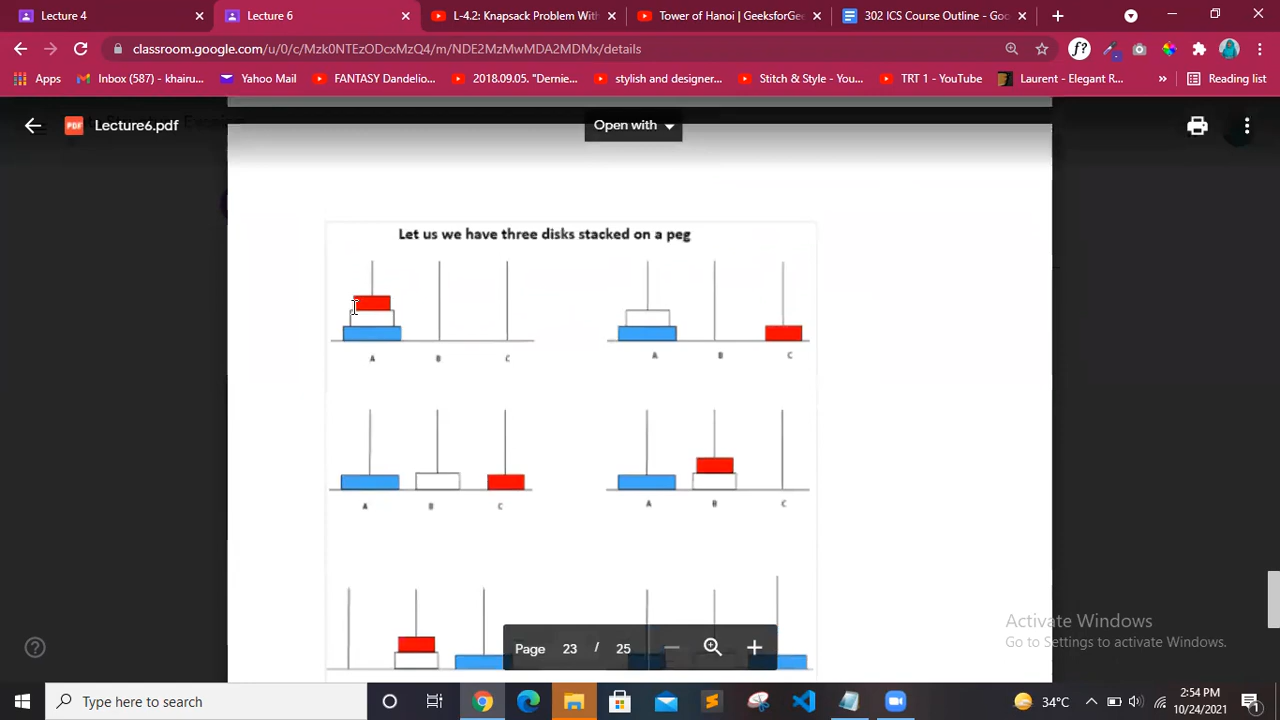 Lecture 4
Lecture 6
L-4.2: Knapsack Problem With
Tower of Hanoi | GeeksforGe
302 ICS Course Outline - Goo
classroom.google.com/u/0/c/Mzk0NTEzODcxMzQ4/m/NDE2MzMwMDA2MDMx/details
Apps
Inbox (587) - khairu...
Yahoo Mail
FANTASY Dandelio...
2018.09.05. "Dernie...
stylish and designer...
Stitch & Style - You...
TRT 1 - YouTube
Laurent - Elegant R...
»
Reading list
PDF
Lecture6.pdf
Open with
Let us we have three disks stacked on a peg
A B C
A B C
A B C
A B C
Page 23 / 25
Activate Windows
Go to Settings to activate Windows.
Type here to search
34°C
2:54 PM
10/24/2021